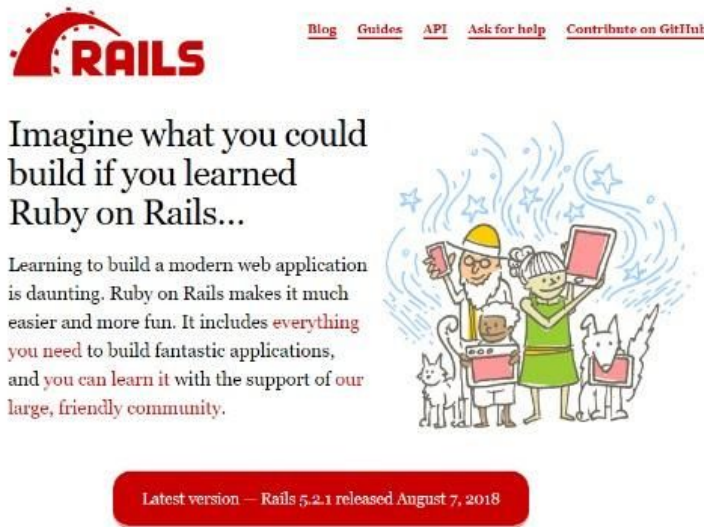 RAILS
Blog Guides API Ask for help Contribute on GitHub
Imagine what you could
build if you learned
Ruby on Rails...
Learning to build a modern web application
is daunting. Ruby on Rails makes it much
easier and more fun. It includes everything
you need to build fantastic applications,
and you can learn it with the support of our
large, friendly community.
Latest version — Rails 5.2.1 released August 7, 2018